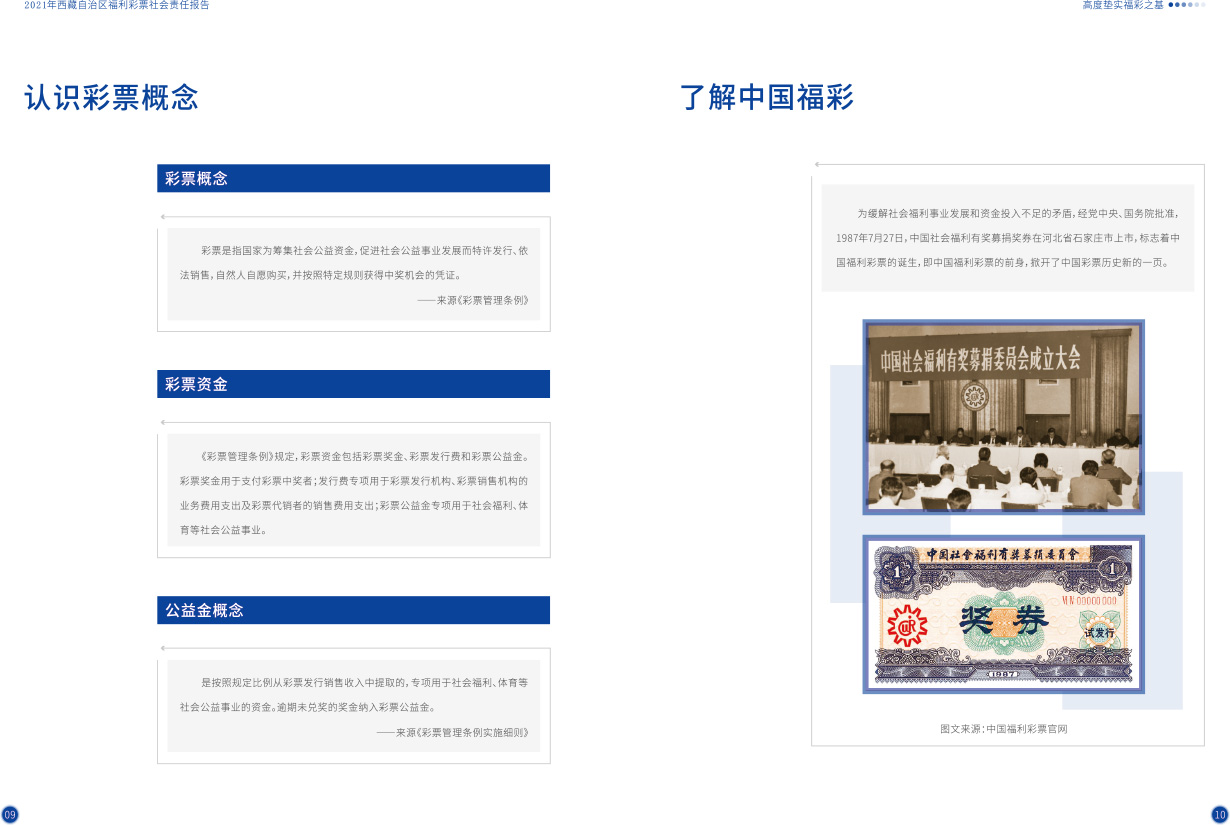 2021年西藏自治区福利彩票社会责任报告
高度垫实福彩之基
认识彩票概念
彩票概念
彩票是指国家为筹集社会公益资金,促进社会公益事业发展而特许发行、依
法销售,自然人自愿购买,并按照特定规则获得中奖机会的凭证。
——来源《彩票管理条例》
彩票资金
《彩票管理条例》规定,彩票资金包括彩票奖金、彩票发行费和彩票公益金。
彩票奖金用于支付彩票中奖者;发行费专项用于彩票发行机构、彩票销售机构的
业务费用支出及彩票代销者的销售费用支出;彩票公益金专项用于社会福利、体
育等社会公益事业。
公益金概念
是按照规定比例从彩票发行销售收入中提取的,专项用于社会福利、体育等
社会公益事业的资金。逾期未兑奖的奖金纳入彩票公益金。
——来源《彩票管理条例实施细则》
09
了解中国福彩
为缓解社会福利事业发展和资金投入不足的矛盾,经党中央、国务院批准,
1987年7月27日,中国社会福利有奖募捐奖券在河北省石家庄市上市,标志着中
国福利彩票的诞生,即中国福利彩票的前身,掀开了中国彩票历史新的一页。
中国社会福利有奖募捐委员会成立大会
中国社會福利有奖募捐委員會
1
1
00000000
奖券
试发行
1987
图文来源:中国福利彩票官网
10